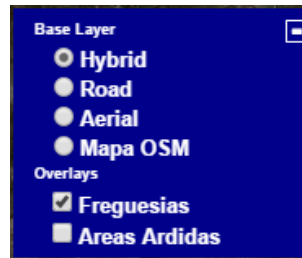 Base Layer
Hybrid
Road
Aerial
Mapa OSM
Overlays
Freguesias
Areas Ardidas